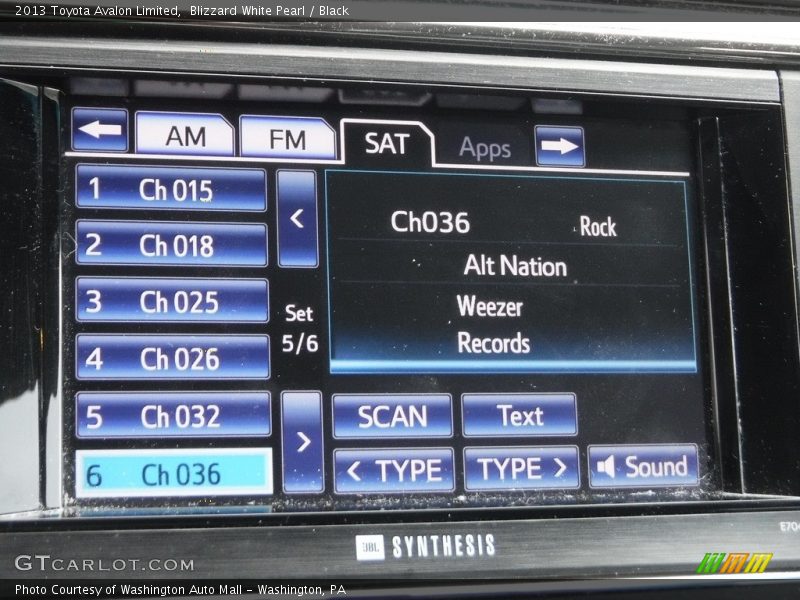 2013 Toyota Avalon Limited,  Blizzard White Pearl / Black
AM FM SAT Apps
1 Ch 015
2 Ch 018
3 Ch 025
4 Ch 026
5 Ch 032
6 Ch 036
<
Set
5/6
>
Ch036 Rock
Alt Nation
Weezer
Records
SCAN Text
< TYPE TYPE > Sound
JBL SYNTHESIS
GTCARLOT.COM
Photo Courtesy of Washington Auto Mall - Washington, PA